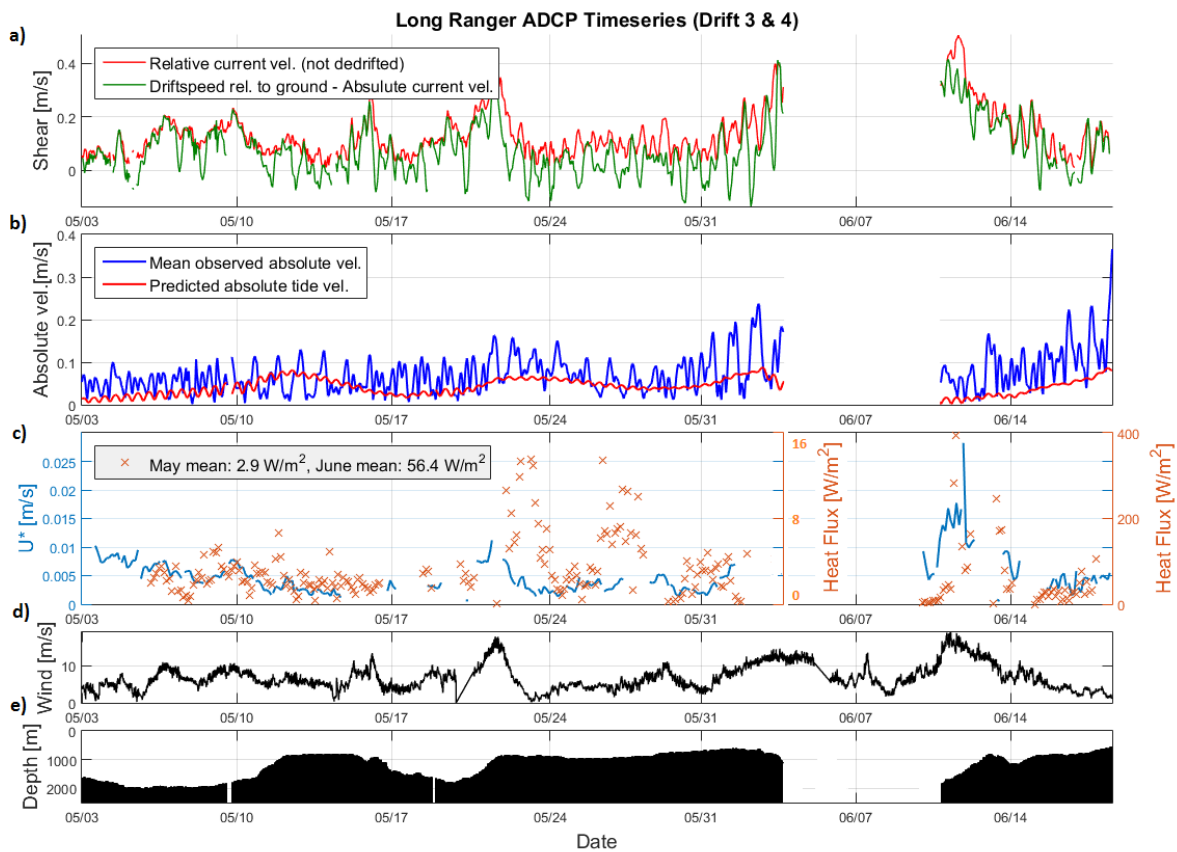 Long Ranger ADCP Timeseries (Drift 3 & 4)
a)
Shear [m/s]
0.4
0.2
0
Relative current vel. (not dedrifted)
Driftspeed rel. to ground - Absulute current vel.
05/03 05/10 05/17 05/24 05/31 06/07 06/14
b)
Absolute vel.[m/s]
0.4
0.3
0.2
0.1
0
Mean observed absolute vel.
Predicted absolute tide vel.
05/03 05/10 05/17 05/24 05/31 06/07 06/14
c)
U* [m/s]
0.025
0.02
0.015
0.01
0.005
0
May mean: 2.9 W/m2, June mean: 56.4 W/m2
16
8
0
Heat Flux [W/m2]
400
200
0
Heat Flux [W/m2]
05/03 05/10 05/17 05/24 05/31 06/07 06/14
d)
Wind [m/s]
10
0
05/03 05/10 05/17 05/24 05/31 06/07 06/14
e)
Depth [m]
0
1000
2000
05/03 05/10 05/17 05/24 05/31 06/07 06/14
Date